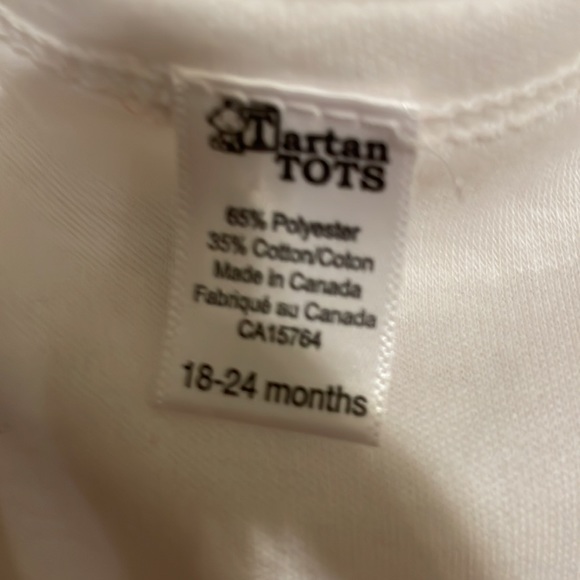 Tartan
TOTS
65% Polyester
35% Cotton/Coton
Made in Canada
Fabriqué au Canada
CA15764
18-24 months